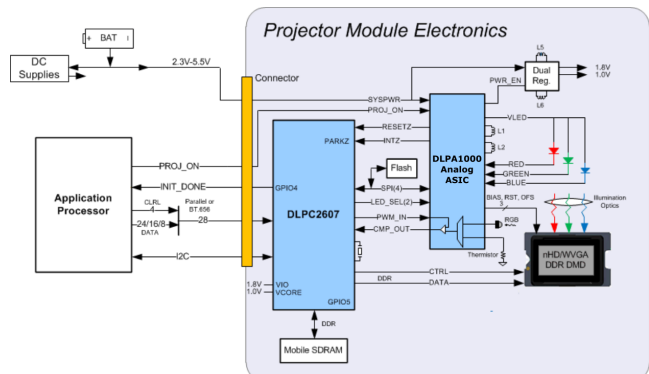 Projector Module Electronics
+ BAT
DC
Supplies
2.3V-5.5V
Connector
L5
Dual
Reg.
1.8V
1.0V
L6
PWR_EN
SYSPWR
PROJ_ON
VLED
RESETZ
PARKZ
INTZ
L1
L2
DLPA1000
Analog
ASIC
RED
GREEN
BLUE
Flash
PROJ_ON
INIT_DONE
GPIO4
SPI(4)
LED_SEL(2)
Application
Processor
CLRL
Parallel or
BT.656
24/16/8
DATA
28
DLPC2607
PWM_IN
CMP_OUT
BIAS, RST, OFS
3
Illumination
Optics
RGB
Thermistor
nHD/WVGA
DDR DMD
I2C
CTRL
DDR
DATA
1.8V
VIO
1.0V
VCORE
GPIO5
DDR
Mobile SDRAM